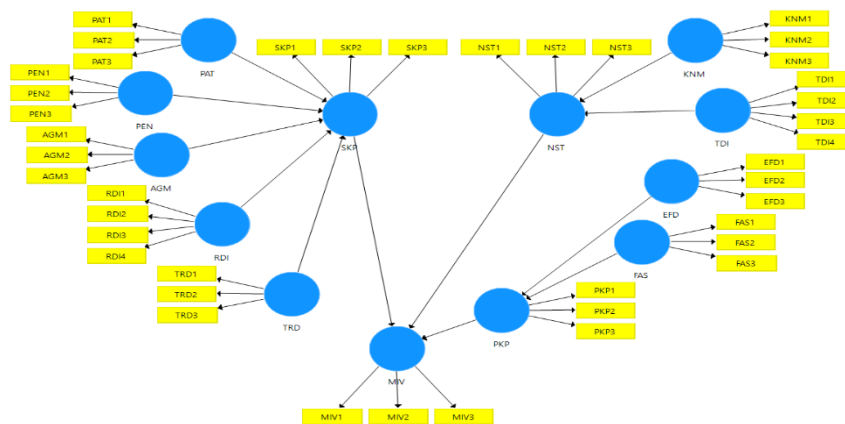 PAT1
PAT2
PAT3
PAT
SKP1
SKP2
SKP3
NST1
NST2
NST3
KNM1
KNM2
KNM3
KNM
PEN1
PEN2
PEN3
PEN
TDI1
TDI2
TDI3
TDI4
TDI
SKP
NST
AGM1
AGM2
AGM3
AGM
EFD1
EFD2
EFD3
EFD
RDI1
RDI2
RDI3
RDI4
RDI
FAS1
FAS2
FAS3
FAS
TRD1
TRD2
TRD3
TRD
PKP1
PKP2
PKP3
PKP
MIV
MIV1
MIV2
MIV3